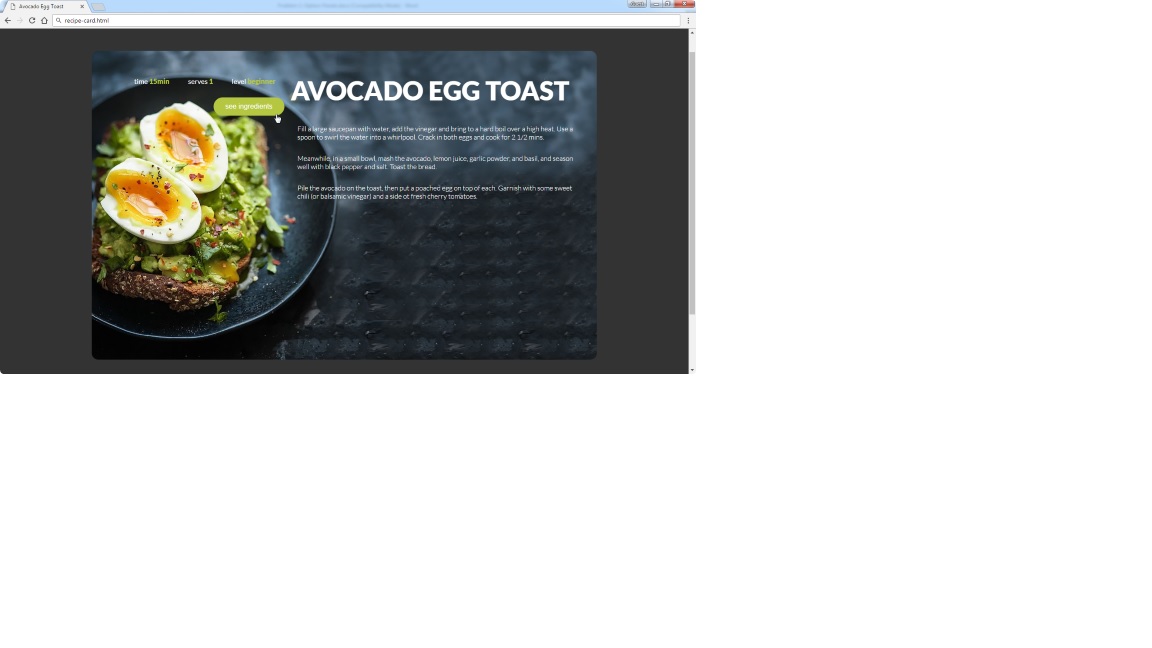 Avocado Egg Toast
recipe-card.html
time 15min serves 1 level beginner
AVOCADO EGG TOAST
see ingredients
Fill a large saucepan with water, add the vinegar and bring to a hard boil over a high heat. Use a
spoon to swirl the water into a whirlpool. Crack in both eggs and cook for 2 1/2 mins.
Meanwhile, in a small bowl, mash the avocado, lemon juice, garlic powder, and basil, and season
well with black pepper and salt. Toast the bread.
Pile the avocado on the toast, then put a poached egg on top of each. Garnish with some sweet
chili (or balsamic vinegar) and a side of fresh cherry tomatoes.